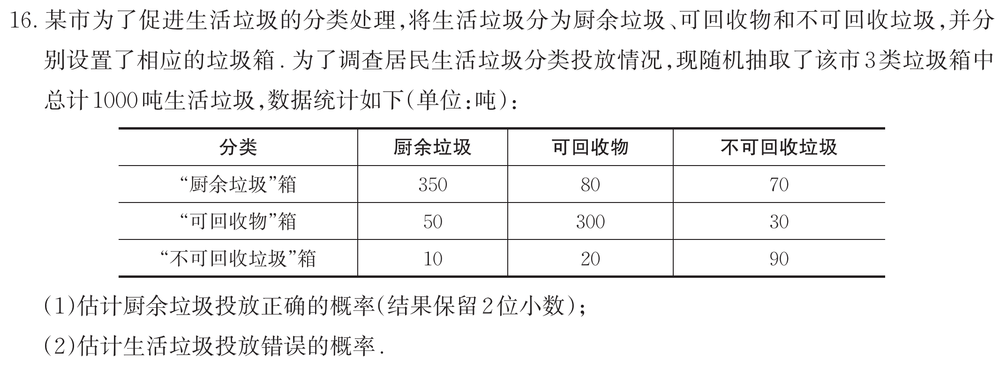 16. 某市为了促进生活垃圾的分类处理,将生活垃圾分为厨余垃圾、可回收物和不可回收垃圾,并分
别设置了相应的垃圾箱. 为了调查居民生活垃圾分类投放情况,现随机抽取了该市3类垃圾箱中
总计1000吨生活垃圾,数据统计如下(单位:吨):
分类 厨余垃圾 可回收物 不可回收垃圾
“厨余垃圾”箱 350 80 70
“可回收物”箱 50 300 30
“不可回收垃圾”箱 10 20 90
(1)估计厨余垃圾投放正确的概率(结果保留2位小数);
(2)估计生活垃圾投放错误的概率.